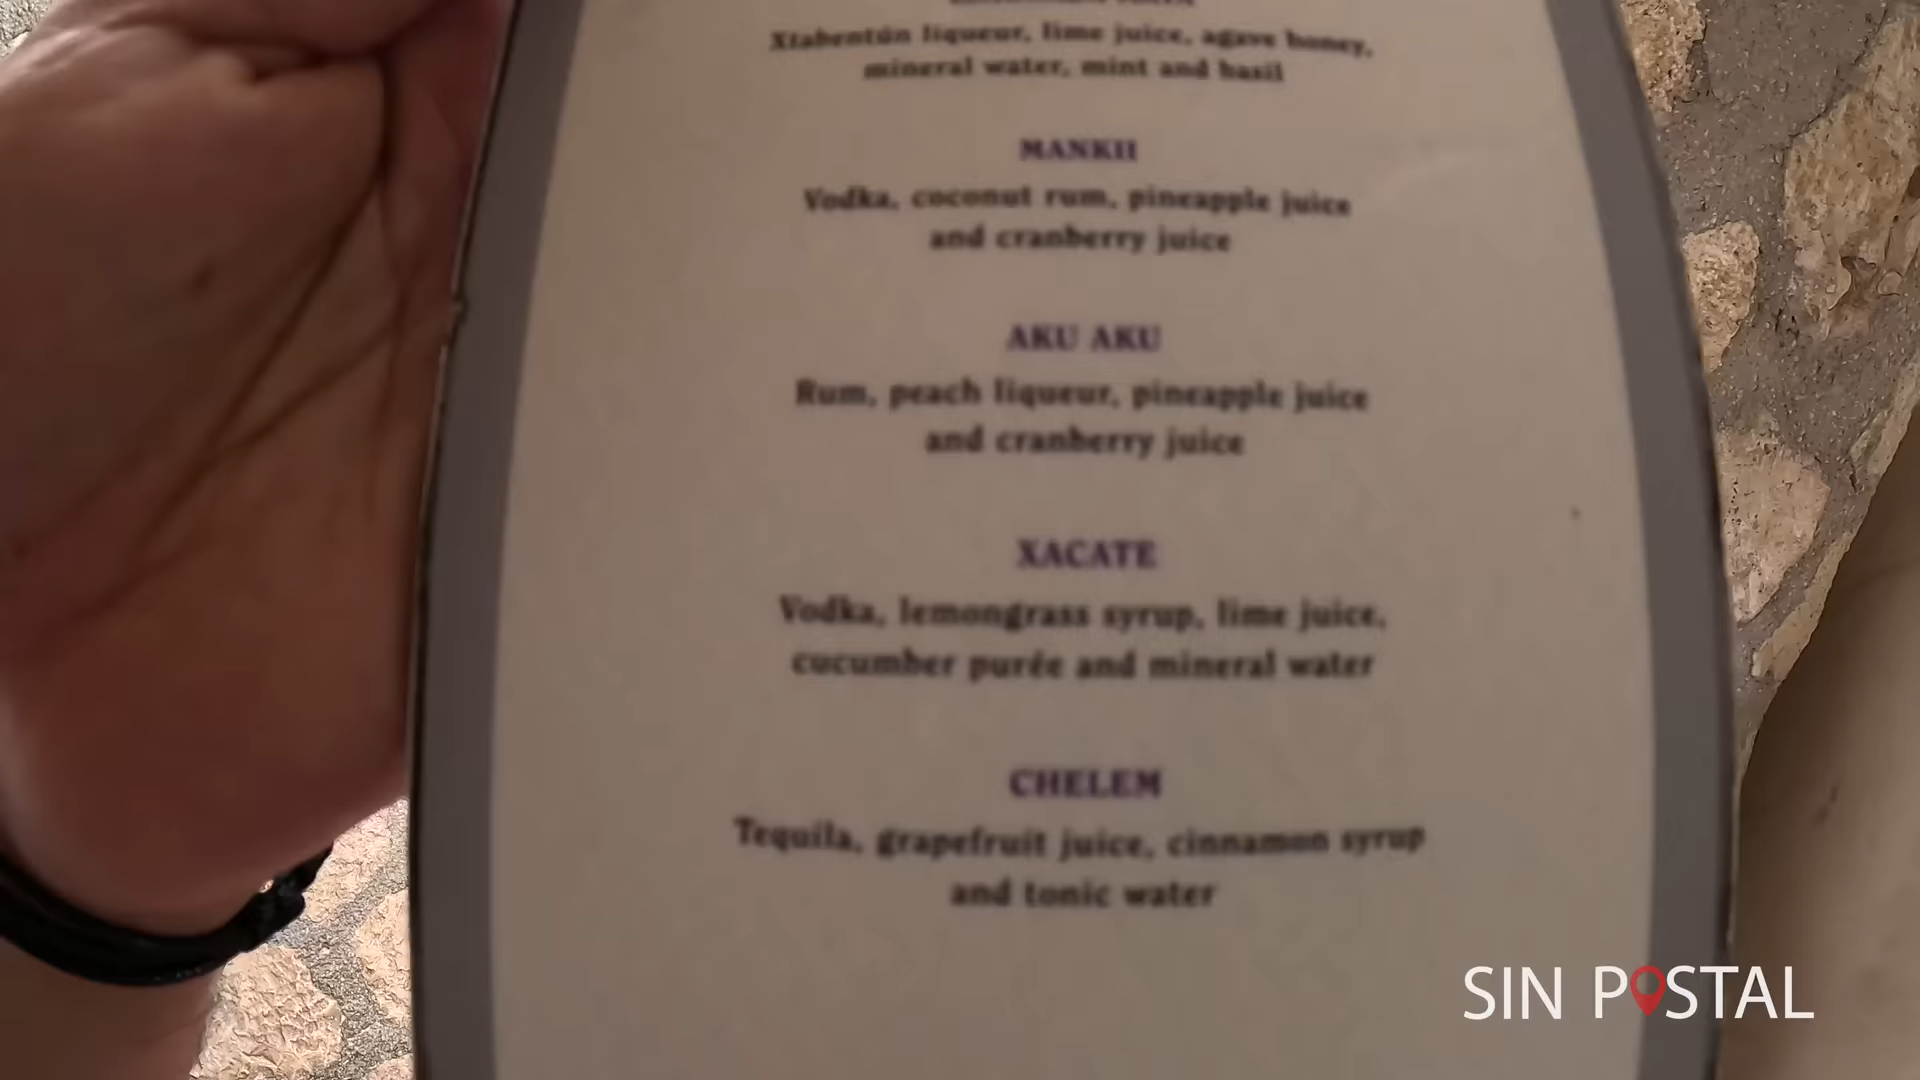 Xtabentún liqueur, lime juice, agave honey,
mineral water, mint and basil
MANKII
Vodka, coconut rum, pineapple juice
and cranberry juice
AKU AKU
Rum, peach liqueur, pineapple juice
and cranberry juice
XACATE
Vodka, lemongrass syrup, lime juice,
cucumber purée and mineral water
CHELEM
Tequila, grapefruit juice, cinnamon syrup
and tonic water
SIN POSTAL